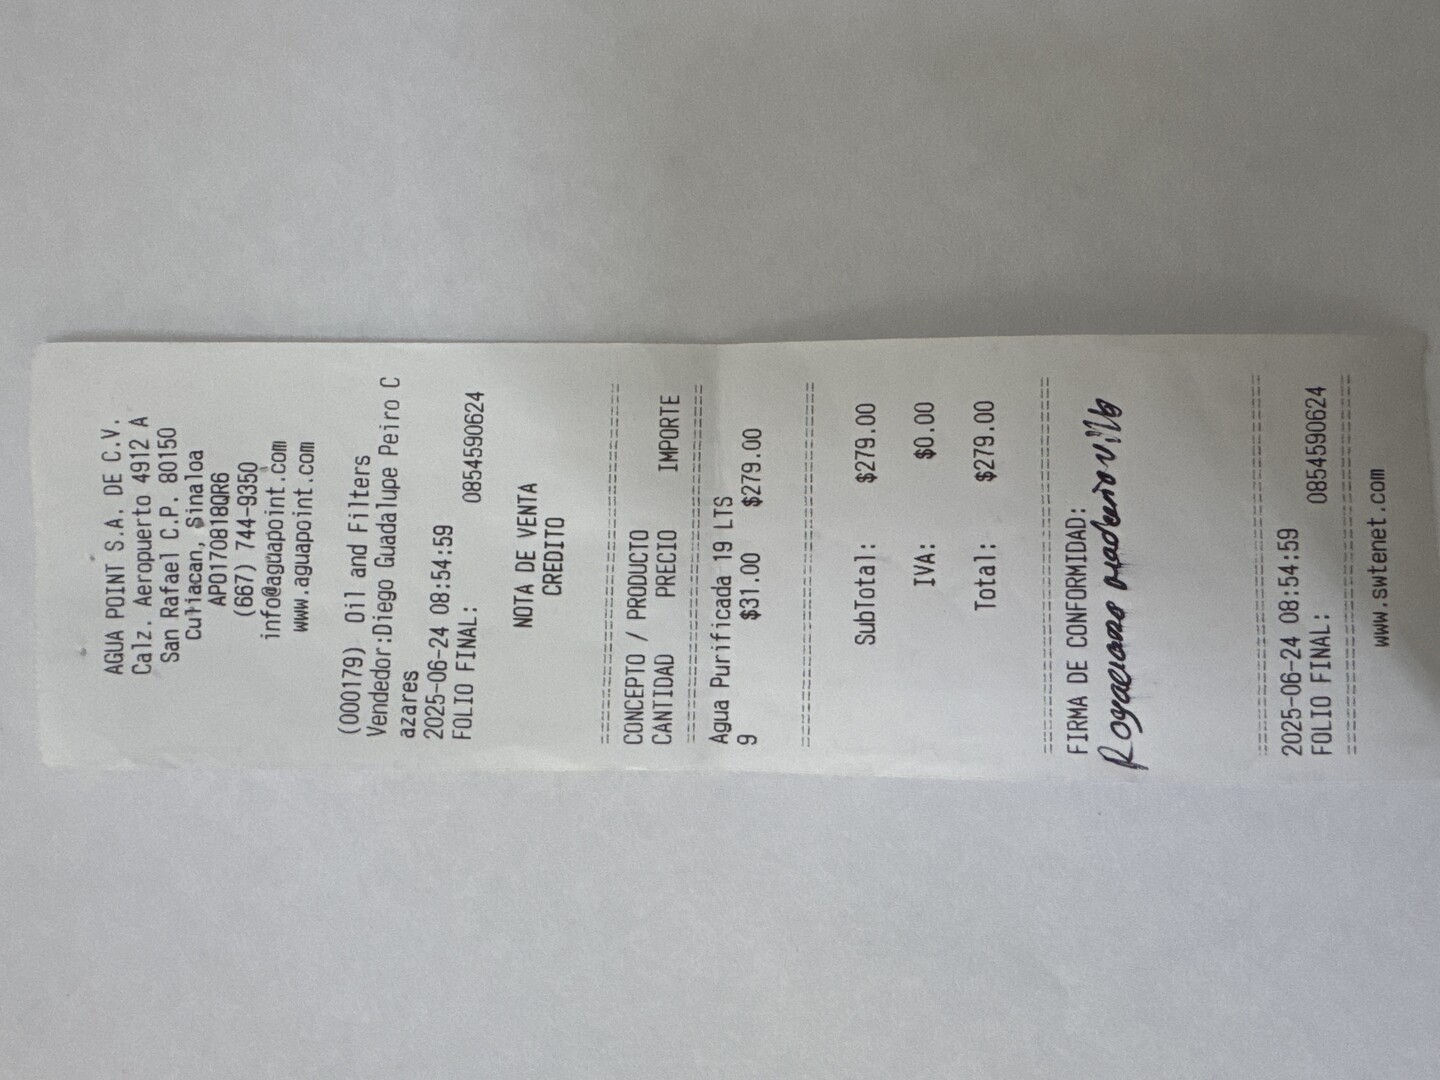 AGUA POINT S.A. DE C.V.
Calz. Aeropuerto 4912 A
San Rafael C.P. 80150
Culiacan, Sinaloa
APO170818QR6
(667) 744-9350
info@aguapoint.com
www.aguapoint.com
(000179) Oil and Filters
Vendedor:Diego Guadalupe Peiro C
azares
2025-06-24 08:54:59
FOLIO FINAL: 0854590624
NOTA DE VENTA
CREDITO
================================
CONCEPTO / PRODUCTO
CANTIDAD PRECIO IMPORTE
================================
Agua Purificada 19 LTS
9 $31.00 $279.00
================================
SubTotal: $279.00
IVA: $0.00
Total: $279.00
================================
FIRMA DE CONFORMIDAD:
================================
2025-06-24 08:54:59
FOLIO FINAL: 0854590624
================================
www.swtenet.com